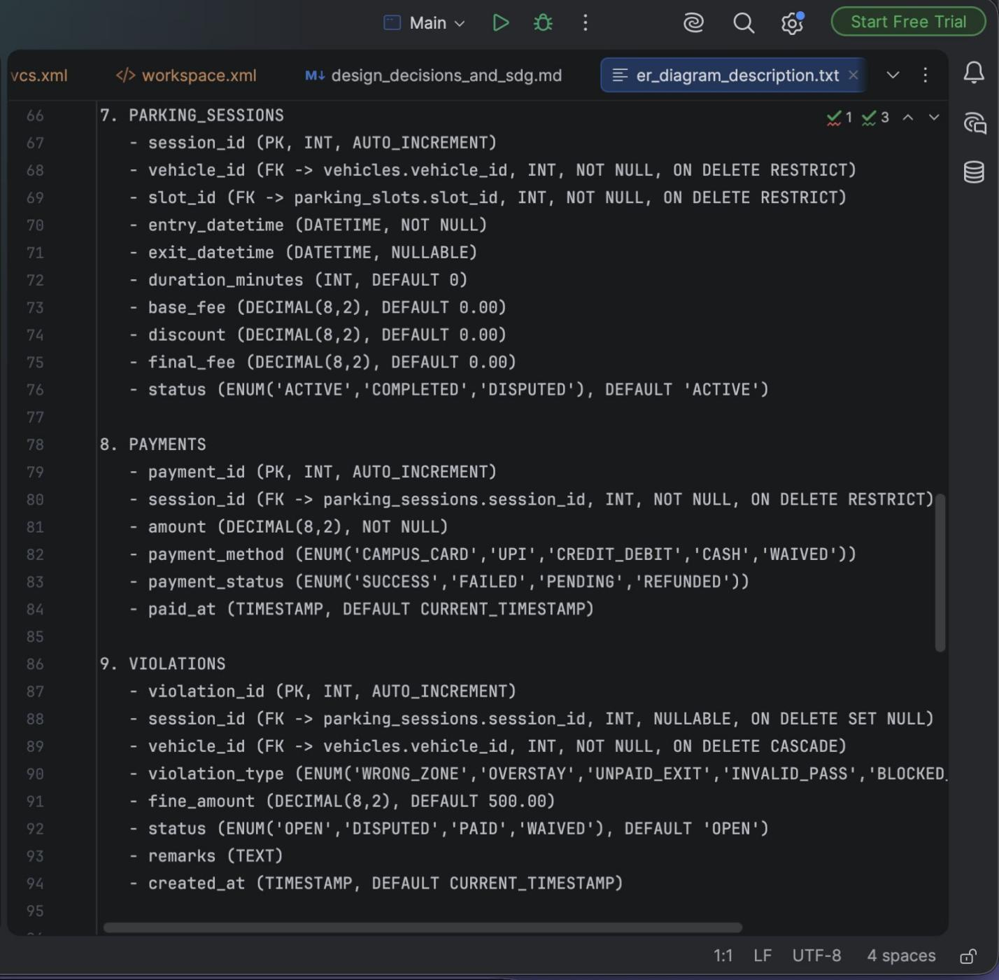 Main
Start Free Trial
vcs.xml
</> workspace.xml
M↓ design_decisions_and_sdg.md
er_diagram_description.txt ×
1 3
66 7. PARKING_SESSIONS
67 - session_id (PK, INT, AUTO_INCREMENT)
68 - vehicle_id (FK -> vehicles.vehicle_id, INT, NOT NULL, ON DELETE RESTRICT)
69 - slot_id (FK -> parking_slots.slot_id, INT, NOT NULL, ON DELETE RESTRICT)
70 - entry_datetime (DATETIME, NOT NULL)
71 - exit_datetime (DATETIME, NULLABLE)
72 - duration_minutes (INT, DEFAULT 0)
73 - base_fee (DECIMAL(8,2), DEFAULT 0.00)
74 - discount (DECIMAL(8,2), DEFAULT 0.00)
75 - final_fee (DECIMAL(8,2), DEFAULT 0.00)
76 - status (ENUM('ACTIVE','COMPLETED','DISPUTED'), DEFAULT 'ACTIVE')
77
78 8. PAYMENTS
79 - payment_id (PK, INT, AUTO_INCREMENT)
80 - session_id (FK -> parking_sessions.session_id, INT, NOT NULL, ON DELETE RESTRICT)
81 - amount (DECIMAL(8,2), NOT NULL)
82 - payment_method (ENUM('CAMPUS_CARD','UPI','CREDIT_DEBIT','CASH','WAIVED'))
83 - payment_status (ENUM('SUCCESS','FAILED','PENDING','REFUNDED'))
84 - paid_at (TIMESTAMP, DEFAULT CURRENT_TIMESTAMP)
85
86 9. VIOLATIONS
87 - violation_id (PK, INT, AUTO_INCREMENT)
88 - session_id (FK -> parking_sessions.session_id, INT, NULLABLE, ON DELETE SET NULL)
89 - vehicle_id (FK -> vehicles.vehicle_id, INT, NOT NULL, ON DELETE CASCADE)
90 - violation_type (ENUM('WRONG_ZONE','OVERSTAY','UNPAID_EXIT','INVALID_PASS','BLOCKED_
91 - fine_amount (DECIMAL(8,2), DEFAULT 500.00)
92 - status (ENUM('OPEN','DISPUTED','PAID','WAIVED'), DEFAULT 'OPEN')
93 - remarks (TEXT)
94 - created_at (TIMESTAMP, DEFAULT CURRENT_TIMESTAMP)
95
1:1 LF UTF-8 4 spaces